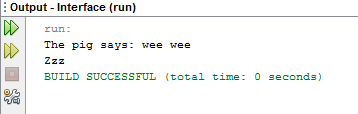 Output - Interface (run)
run:
The pig says: wee wee
Zzz
BUILD SUCCESSFUL (total time: 0 seconds)